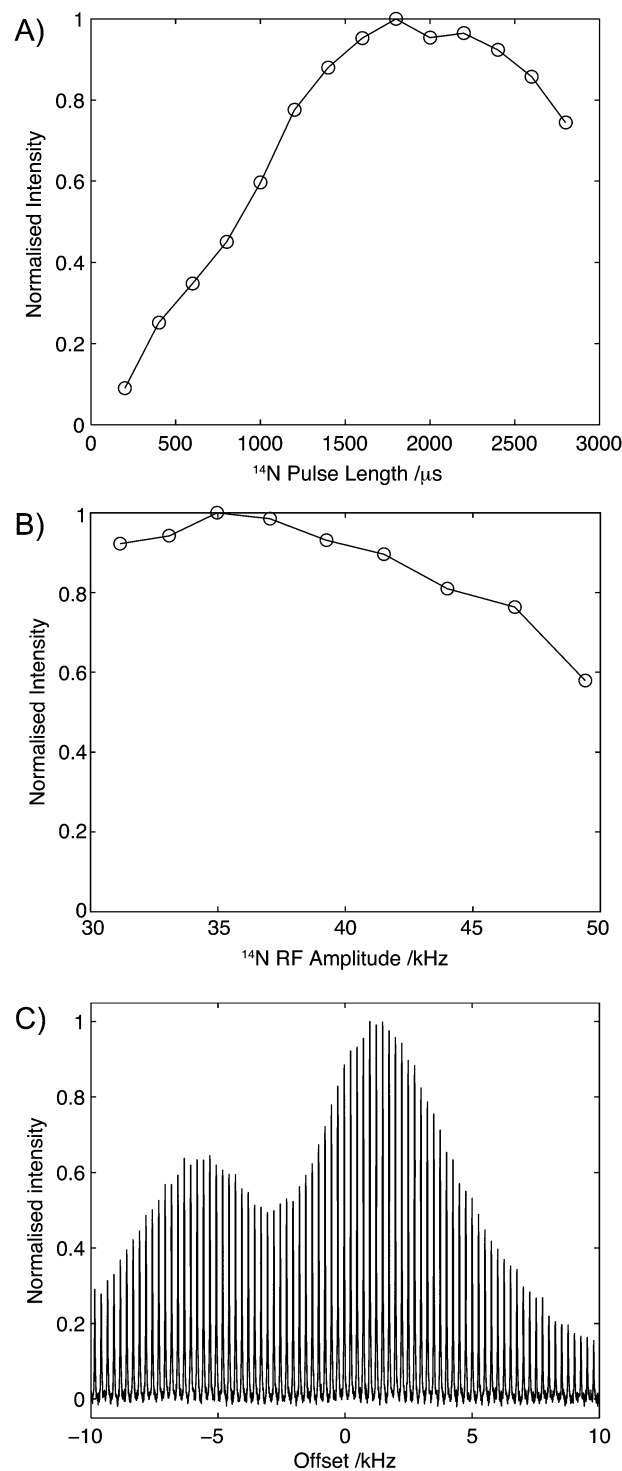 A)
1
0.8
0.6
0.4
0.2
0
Normalised Intensity
0 500 1000 1500 2000 2500 3000
¹⁴N Pulse Length /μs
B)
1
0.8
0.6
0.4
0.2
0
Normalised Intensity
30 35 40 45 50
¹⁴N RF Amplitude /kHz
C)
1
0.8
0.6
0.4
0.2
0
Normalised intensity
−10 −5 0 5 10
Offset /kHz